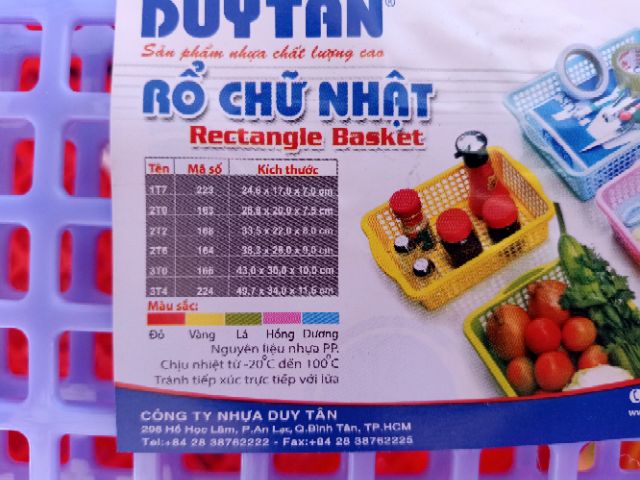 DUY TÂN®
Sản phẩm nhựa chất lượng cao
RỔ CHỮ NHẬT
Rectangle Basket
Tên Mã số Kích thước
1T7 223 24,6 x 17,0 x 7,0 cm
2T0 163 28,8 x 20,0 x 7,5 cm
2T2 168 33,5 x 22,0 x 8,0 cm
2T6 164 38,3 x 26,0 x 9,0 cm
3T0 165 43,0 x 30,0 x 10,0 cm
3T4 224 49,7 x 34,0 x 11,5 cm
Màu sắc:
Đỏ Vàng Lá Hồng Dương
Nguyên liệu nhựa PP.
Chịu nhiệt từ -20°C đến 100°C
Tránh tiếp xúc trực tiếp với lửa
CÔNG TY NHỰA DUY TÂN
298 Hồ Học Lãm, P.An Lạc, Q.Bình Tân, TP.HCM
Tel:+84 28 38762222 - Fax:+84 28 38762225